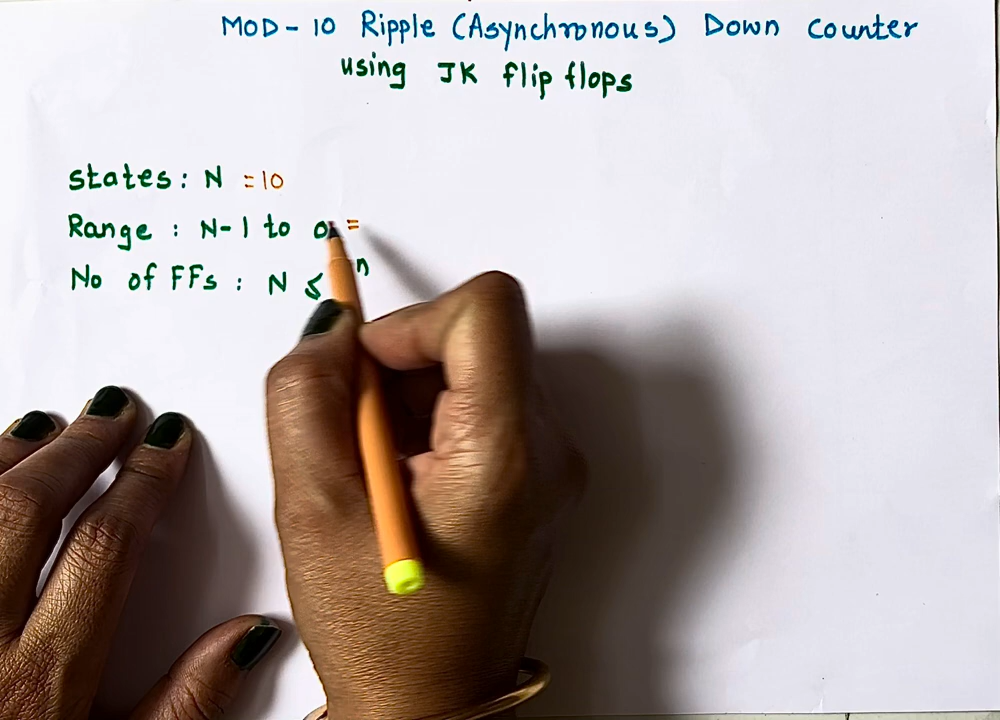 MOD-10 Ripple (Asynchronous) Down Counter
using JK flip flops
states: N =10
Range : N-1 to 0 =
No of FFs : N ≤ n